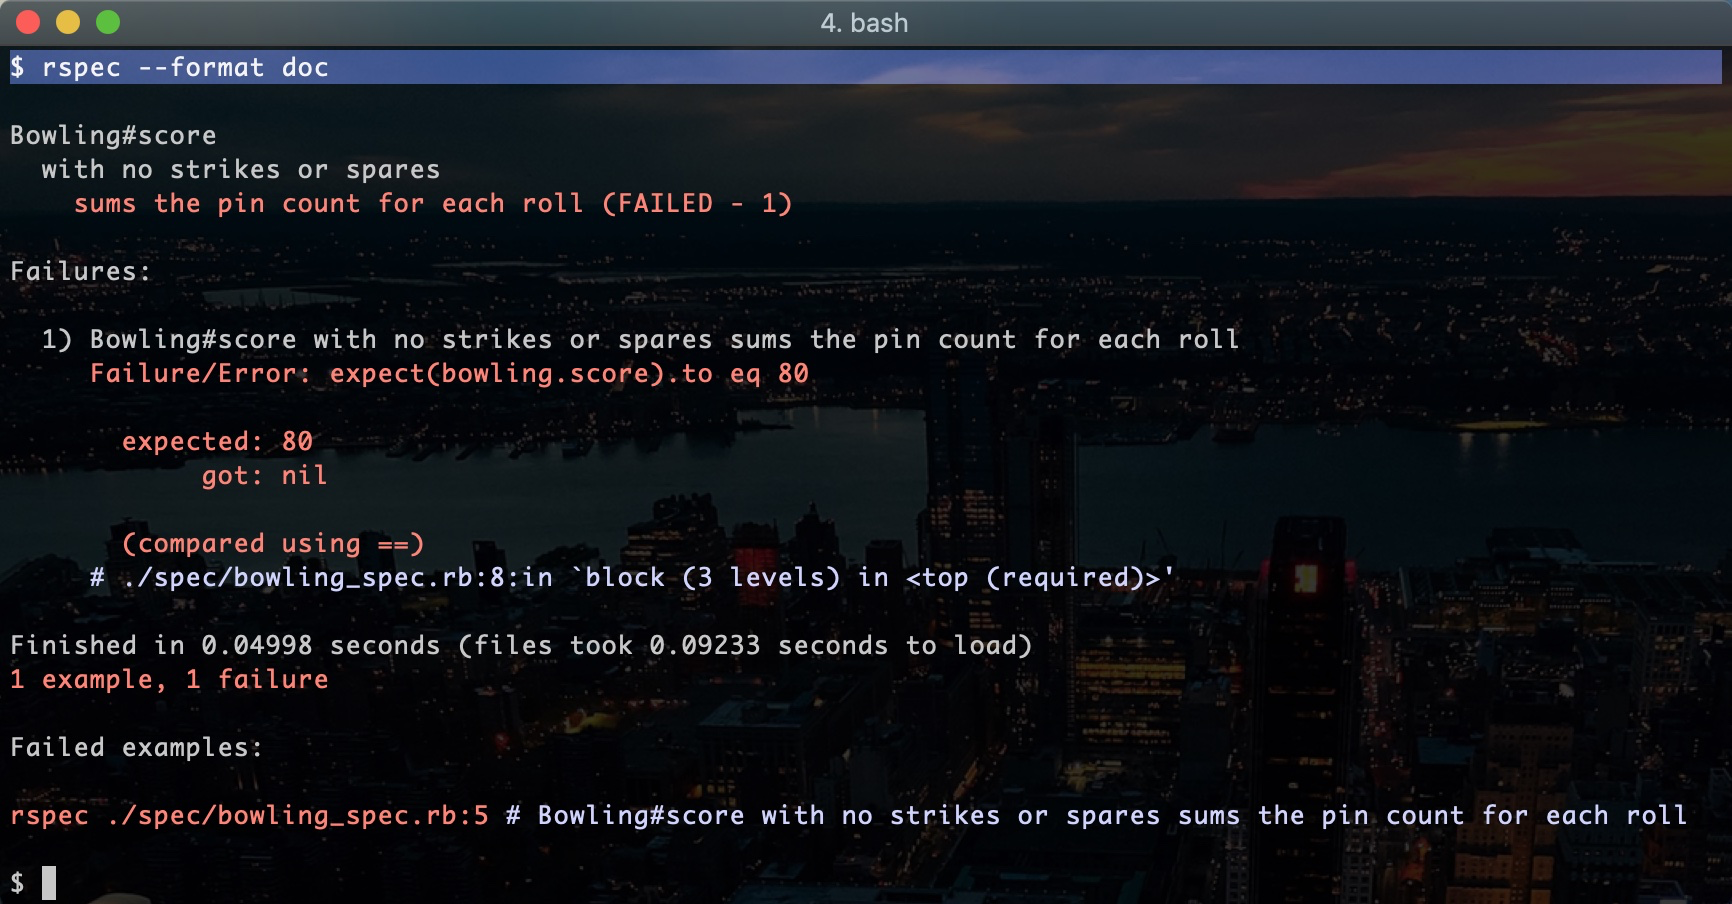 4. bash
$ rspec --format doc
Bowling#score
with no strikes or spares
sums the pin count for each roll (FAILED - 1)
Failures:
1) Bowling#score with no strikes or spares sums the pin count for each roll
Failure/Error: expect(bowling.score).to eq 80
expected: 80
got: nil
(compared using ==)
# ./spec/bowling_spec.rb:8:in `block (3 levels) in <top (required)>'
Finished in 0.04998 seconds (files took 0.09233 seconds to load)
1 example, 1 failure
Failed examples:
rspec ./spec/bowling_spec.rb:5 # Bowling#score with no strikes or spares sums the pin count for each roll
$